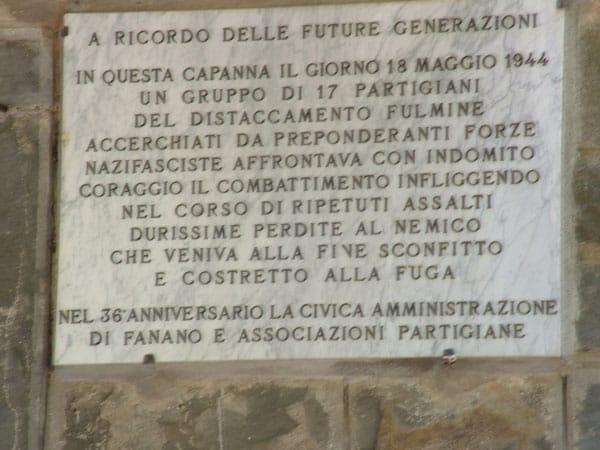 A RICORDO DELLE FUTURE GENERAZIONI
IN QUESTA CAPANNA IL GIORNO 18 MAGGIO 1944
UN GRUPPO DI 17 PARTIGIANI
DEL DISTACCAMENTO FULMINE
ACCERCHIATI DA PREPONDERANTI FORZE
NAZIFASCISTE AFFRONTAVA CON INDOMITO
CORAGGIO IL COMBATTIMENTO INFLIGGENDO
NEL CORSO DI RIPETUTI ASSALTI
DURISSIME PERDITE AL NEMICO
CHE VENIVA ALLA FINE SCONFITTO
E COSTRETTO ALLA FUGA
NEL 36° ANNIVERSARIO LA CIVICA AMMINISTRAZIONE
DI FANANO E ASSOCIAZIONI PARTIGIANE